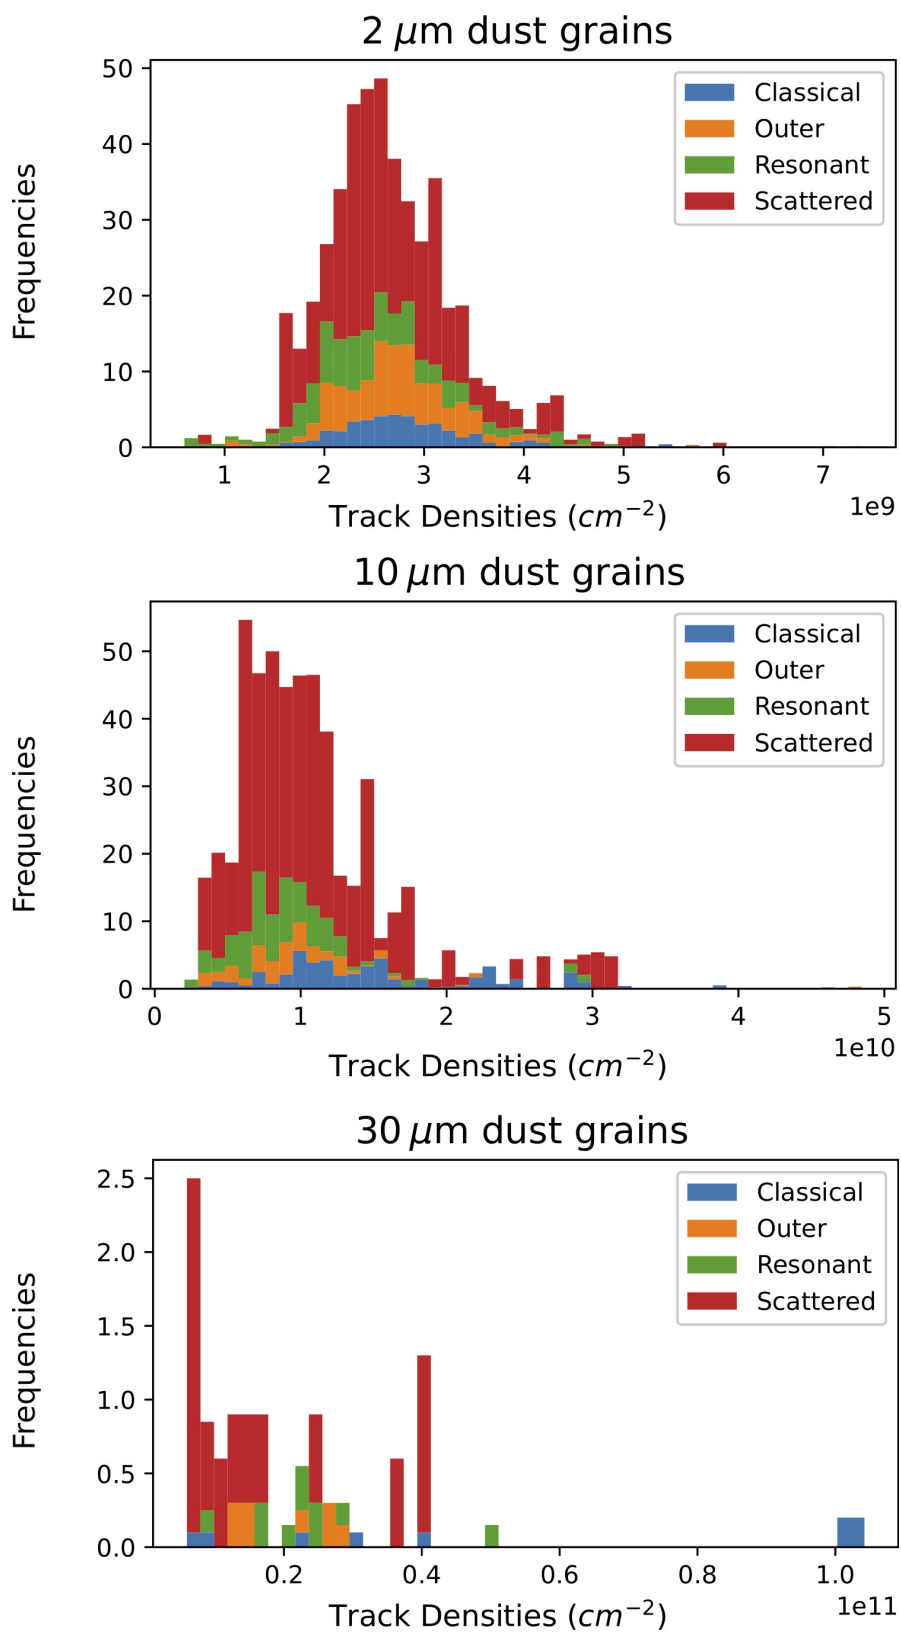 2 μm dust grains
50
40
30
20
10
0
Frequencies
Classical
Outer
Resonant
Scattered
1 2 3 4 5 6 7
1e9
Track Densities (cm⁻²)
10 μm dust grains
50
40
30
20
10
0
Frequencies
Classical
Outer
Resonant
Scattered
0 1 2 3 4 5
1e10
Track Densities (cm⁻²)
30 μm dust grains
2.5
2.0
1.5
1.0
0.5
0.0
Frequencies
Classical
Outer
Resonant
Scattered
0.2 0.4 0.6 0.8 1.0
1e11
Track Densities (cm⁻²)